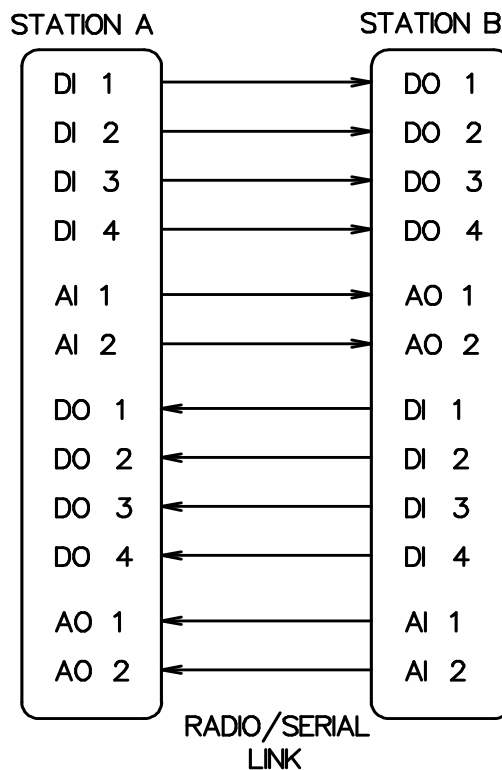 STATION A
STATION B
DI 1
DO 1
DI 2
DO 2
DI 3
DO 3
DI 4
DO 4
AI 1
AO 1
AI 2
AO 2
DO 1
DI 1
DO 2
DI 2
DO 3
DI 3
DO 4
DI 4
AO 1
AI 1
AO 2
AI 2
RADIO/SERIAL
LINK